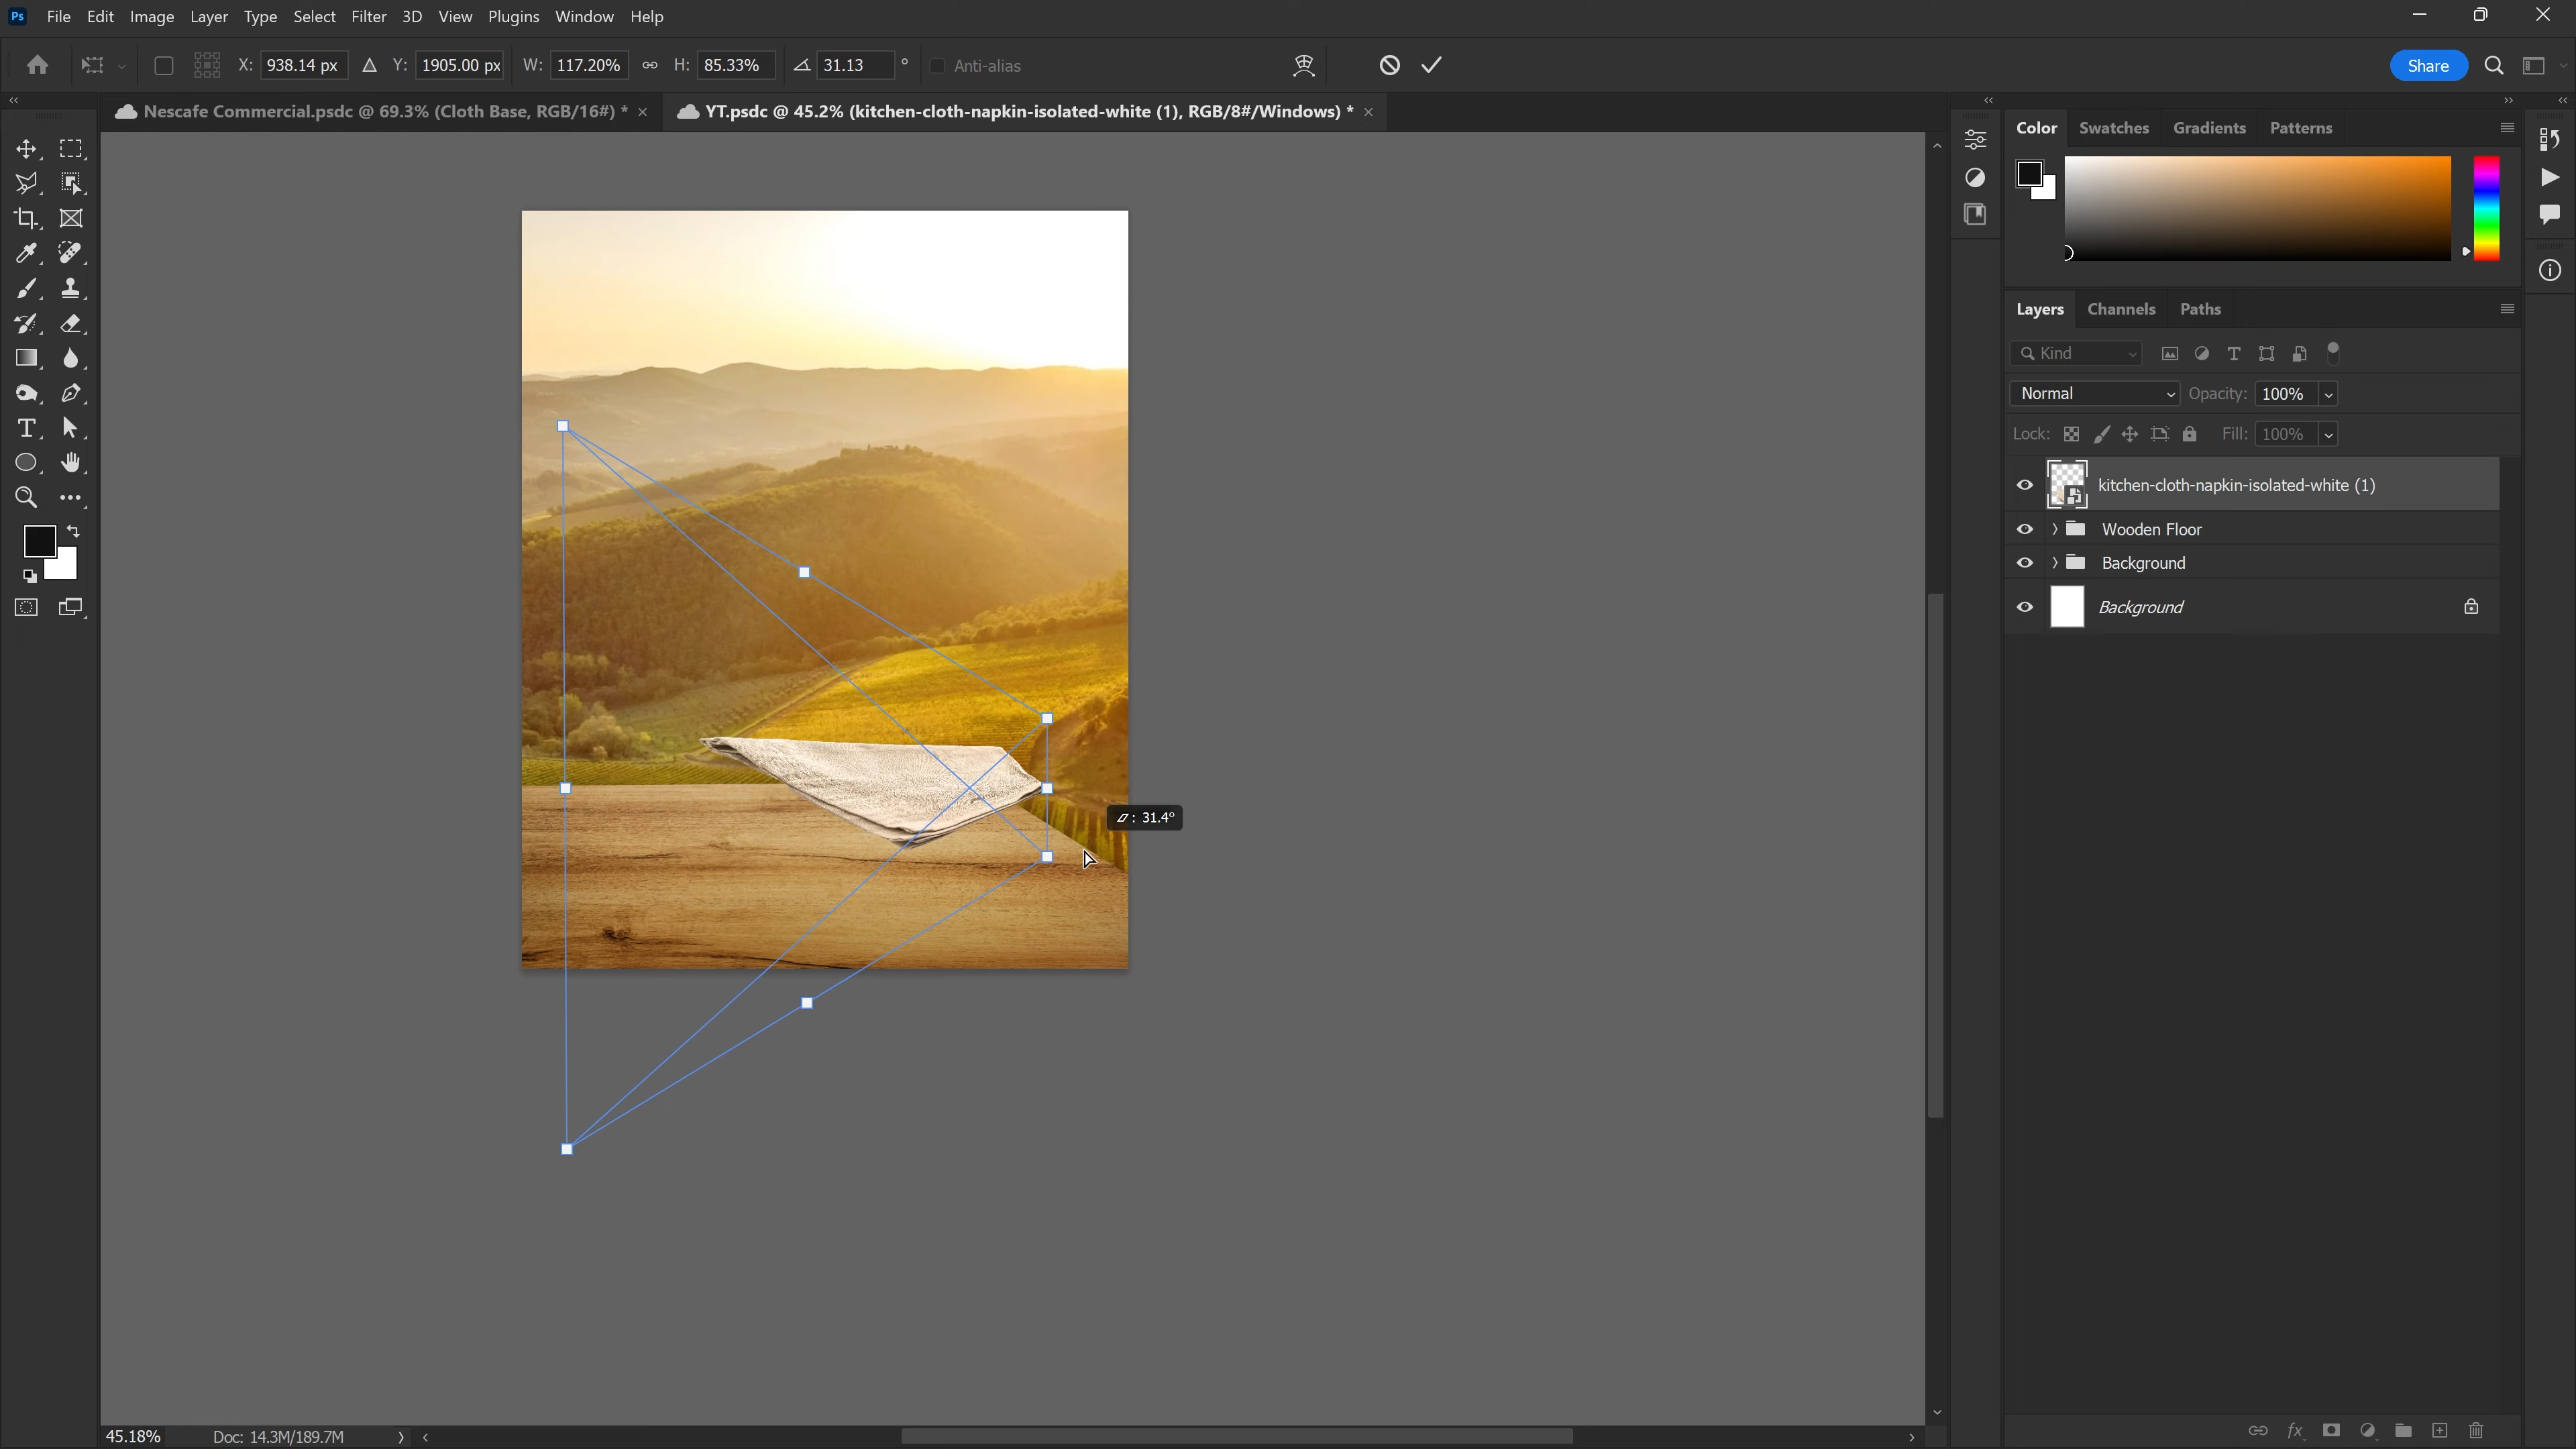 Ps File Edit Image Layer Type Select Filter 3D View Plugins Window Help
X: 938.14 px Y: 1905.00 px W: 117.20% H: 85.33% 31.13 ° Anti-alias Share
Nescafe Commercial.psdc @ 69.3% (Cloth Base, RGB/16#) * × YT.psdc @ 45.2% (kitchen-cloth-napkin-isolated-white (1), RGB/8#/Windows) * ×
Color Swatches Gradients Patterns
Layers Channels Paths
Kind
Normal Opacity: 100%
Lock: Fill: 100%
kitchen-cloth-napkin-isolated-white (1)
Wooden Floor
Background
Background
: 31.4°
45.18% Doc: 14.3M/189.7M
fx